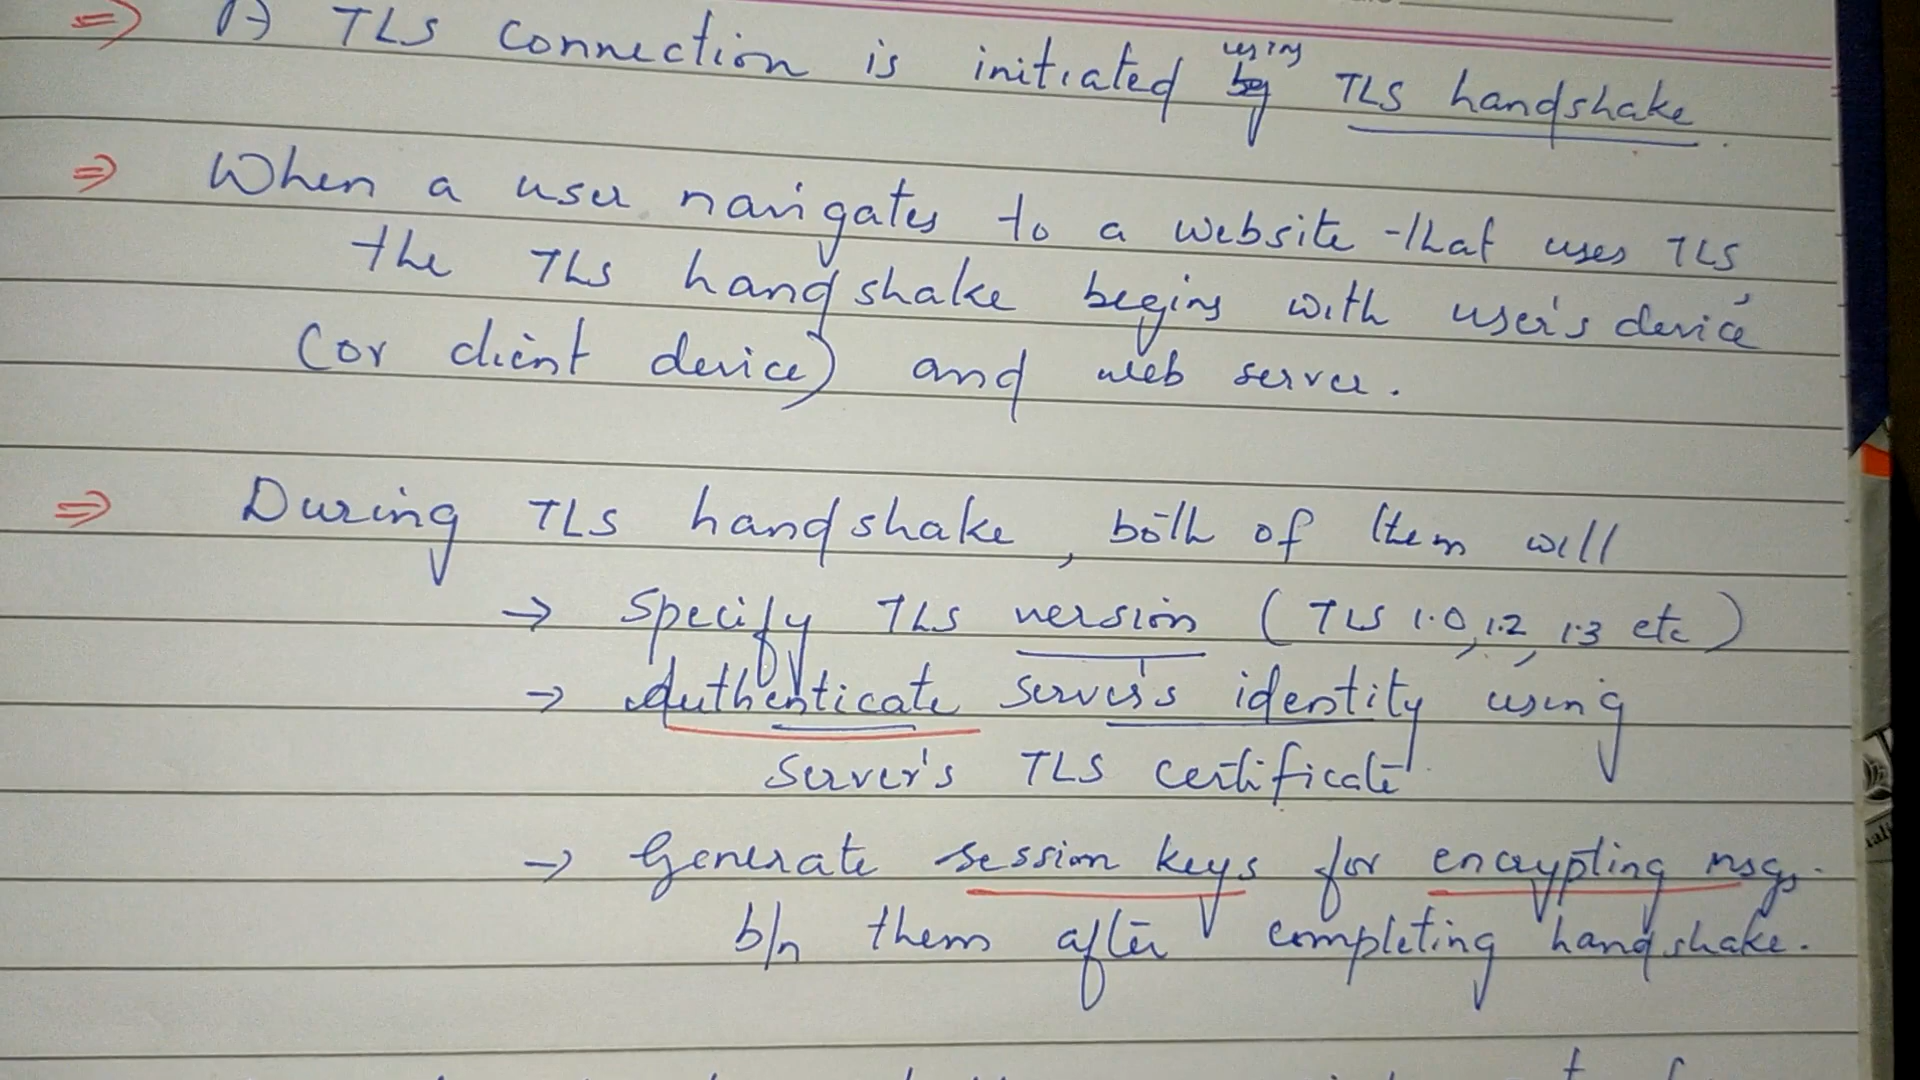 ⇒ A TLS connection is initiated using TLS handshake.
⇒ When a user navigates to a website that uses TLS,
the TLS handshake begins with user's device
(or client device) and web server.
⇒ During TLS handshake, both of them will
→ Specify TLS version (TLS 1.0, 1.2, 1.3 etc)
→ Authenticate server's identity using
server's TLS certificate.
→ Generate session keys for encrypting msgs.
b/n them after completing handshake.